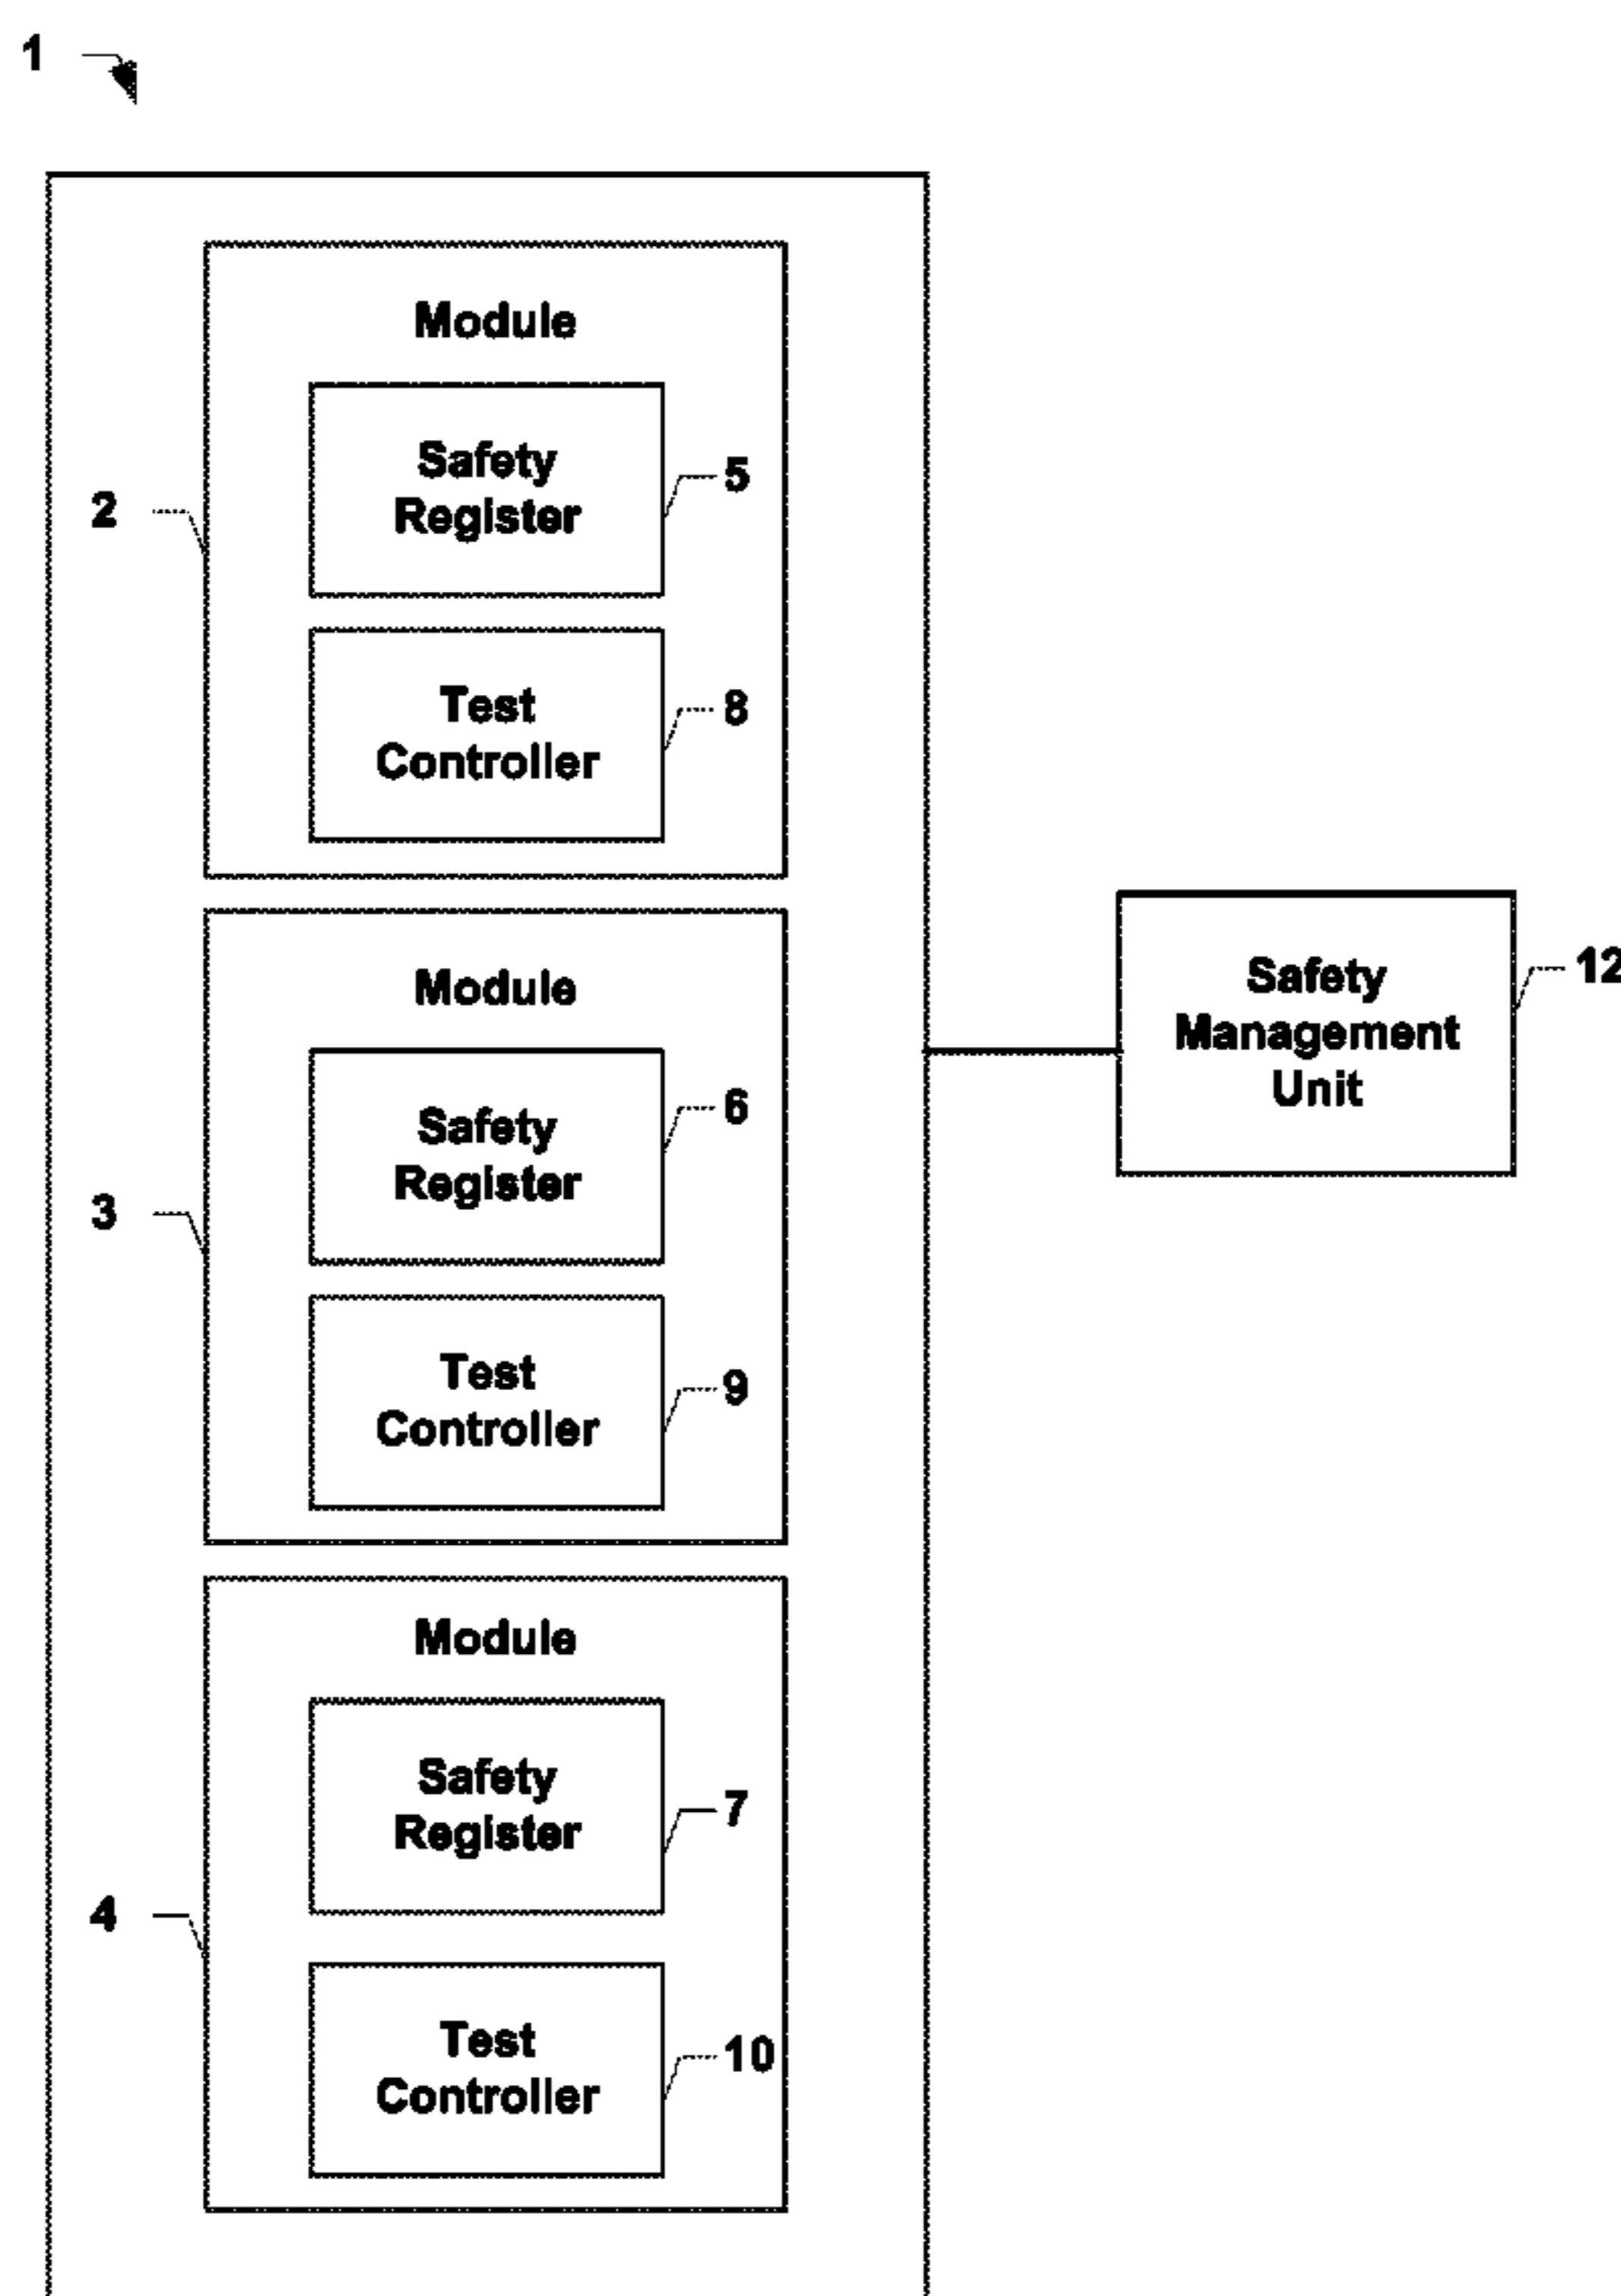 1
Module
Safety
Register
5
2
Test
Controller
8
Module
Safety
Register
6
3
Test
Controller
9
Module
Safety
Register
7
4
Test
Controller
10
Safety
Management
Unit
12